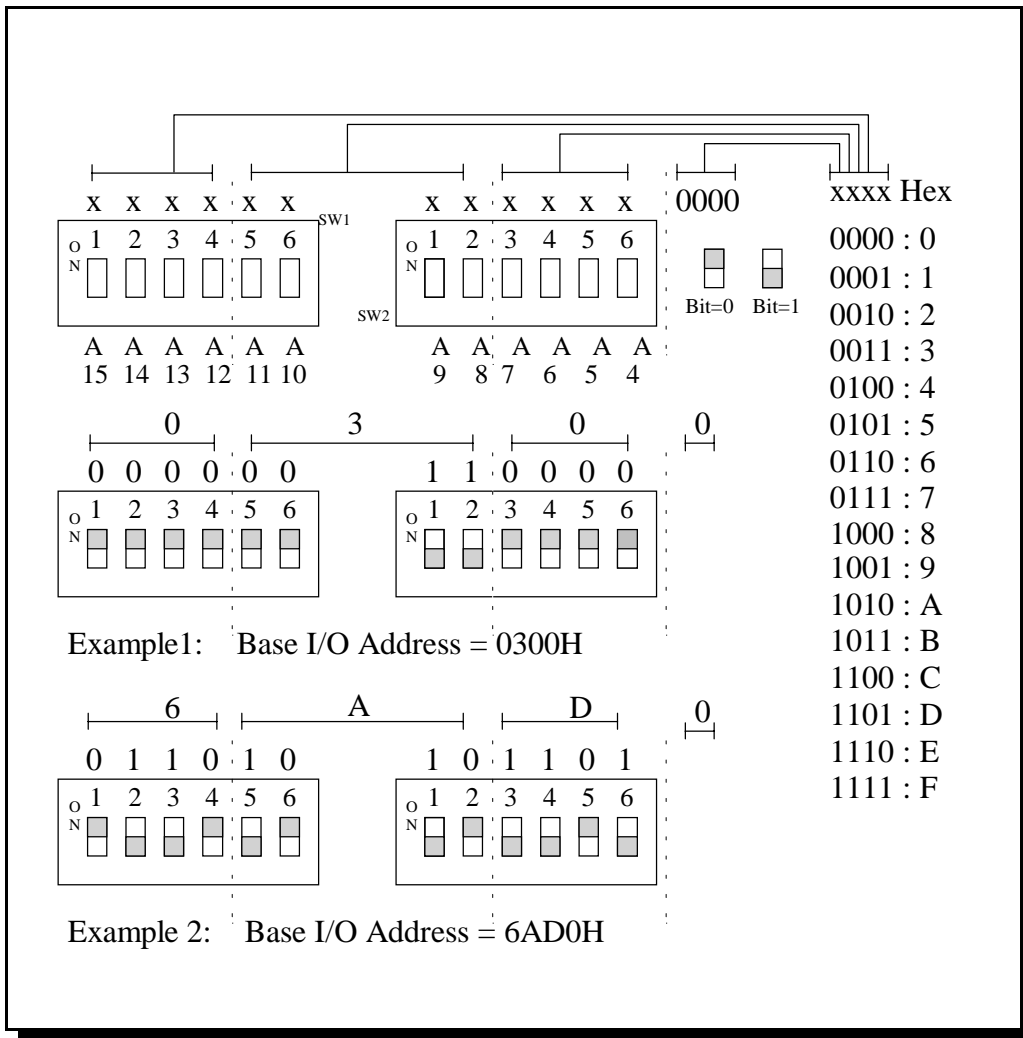 x x x x x x x x x x x x 0000 xxxx Hex
SW1
O N 1 2 3 4 5 6 O N 1 2 3 4 5 6
SW2
Bit=0 Bit=1
A A A A A A A A A A A A
15 14 13 12 11 10 9 8 7 6 5 4
0000 : 0
0001 : 1
0010 : 2
0011 : 3
0100 : 4
0101 : 5
0110 : 6
0111 : 7
1000 : 8
1001 : 9
1010 : A
1011 : B
1100 : C
1101 : D
1110 : E
1111 : F
0 3 0 0
0 0 0 0 0 0 1 1 0 0 0 0
O N 1 2 3 4 5 6 O N 1 2 3 4 5 6
Example1: Base I/O Address = 0300H
6 A D 0
0 1 1 0 1 0 1 0 1 1 0 1
O N 1 2 3 4 5 6 O N 1 2 3 4 5 6
Example 2: Base I/O Address = 6AD0H